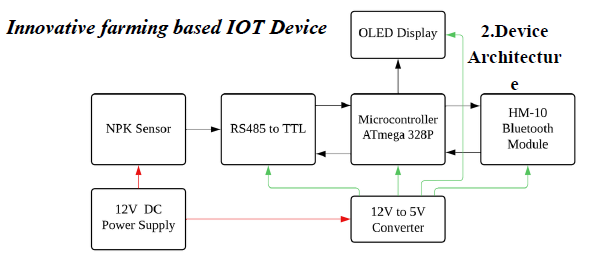 Innovative farming based IOT Device
2.Device
Architectur
e
OLED Display
NPK Sensor
RS485 to TTL
Microcontroller
ATmega 328P
HM-10
Bluetooth
Module
12V DC
Power Supply
12V to 5V
Converter